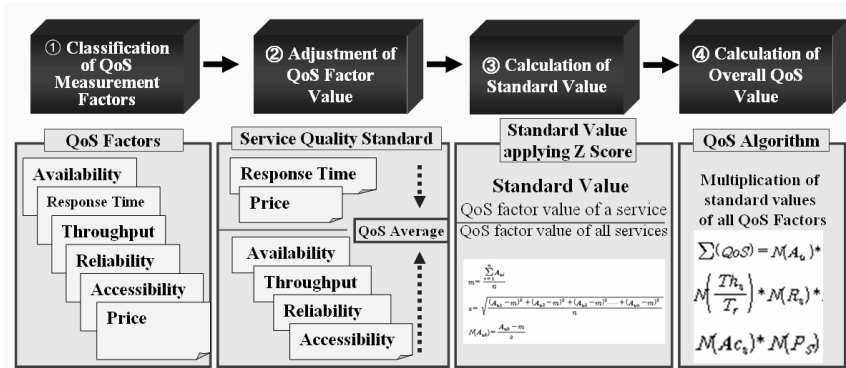 ① Classification
of QoS
Measurement
Factors
② Adjustment of
QoS Factor
Value
③ Calculation of
Standard Value
④ Calculation of
Overall QoS
Value
QoS Factors
Availability
Response Time
Throughput
Reliability
Accessibility
Price
Service Quality Standard
Response Time
Price
QoS Average
Availability
Throughput
Reliability
Accessibility
Standard Value
applying Z Score
Standard Value
QoS factor value of a service
QoS factor value of all services
QoS Algorithm
Multiplication of
standard values
of all QoS Factors
∑(QoS) = N(Aᵤ)*
N(Ac